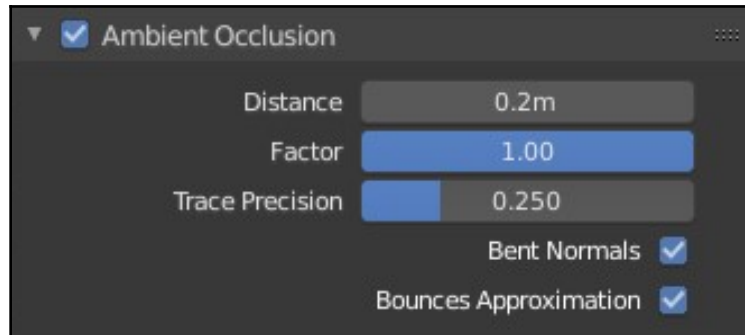 Ambient Occlusion
Distance 0.2m
Factor 1.00
Trace Precision 0.250
Bent Normals
Bounces Approximation